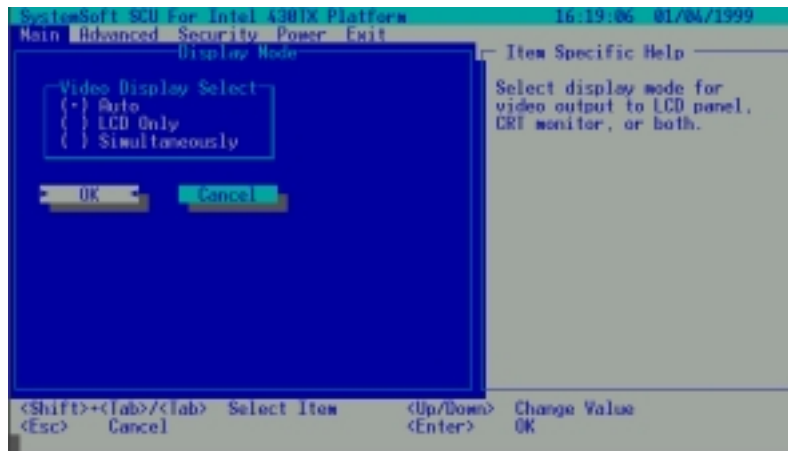 SystemSoft SCU For Intel 430TX Platform 16:19:06 01/04/1999
Main Advanced Security Power Exit
Display Mode
Video Display Select
(•) Auto
( ) LCD Only
( ) Simultaneously
OK Cancel
Item Specific Help
Select display mode for
video output to LCD panel,
CRT monitor, or both.
<Shift>+<Tab>/<Tab> Select Item <Up/Down> Change Value
<Esc> Cancel <Enter> OK